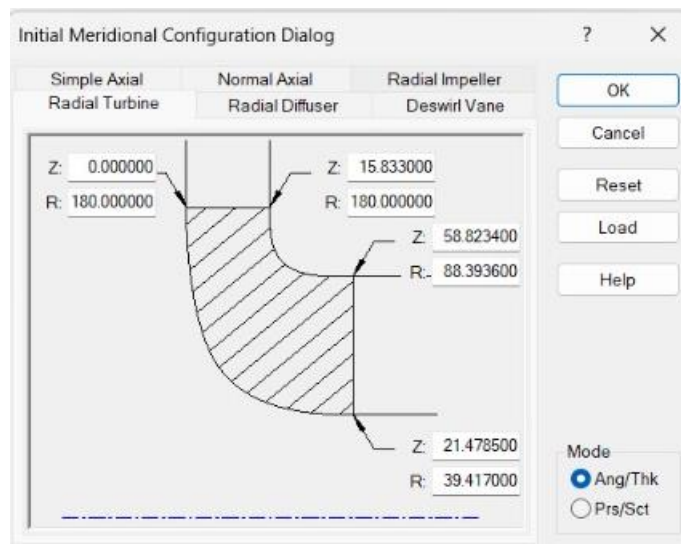 Initial Meridional Configuration Dialog ? ×
Simple Axial Normal Axial Radial Impeller
Radial Turbine Radial Diffuser Deswirl Vane
OK
Cancel
Reset
Load
Help
Z: 0.000000
R: 180.000000
Z: 15.833000
R: 180.000000
Z: 58.823400
R: 88.393600
Z: 21.478500
R: 39.417000
Mode
Ang/Thk
Prs/Sct